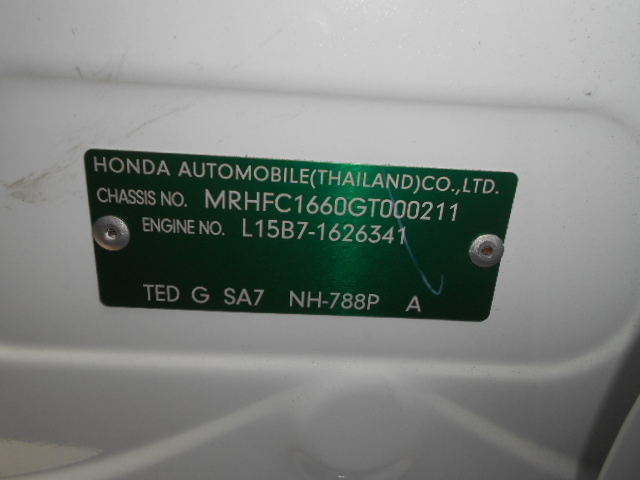 HONDA AUTOMOBILE(THAILAND)CO.,LTD.
CHASSIS NO. MRHFC1660GT000211
ENGINE NO. L15B7-1626341
TED G SA7 NH-788P A